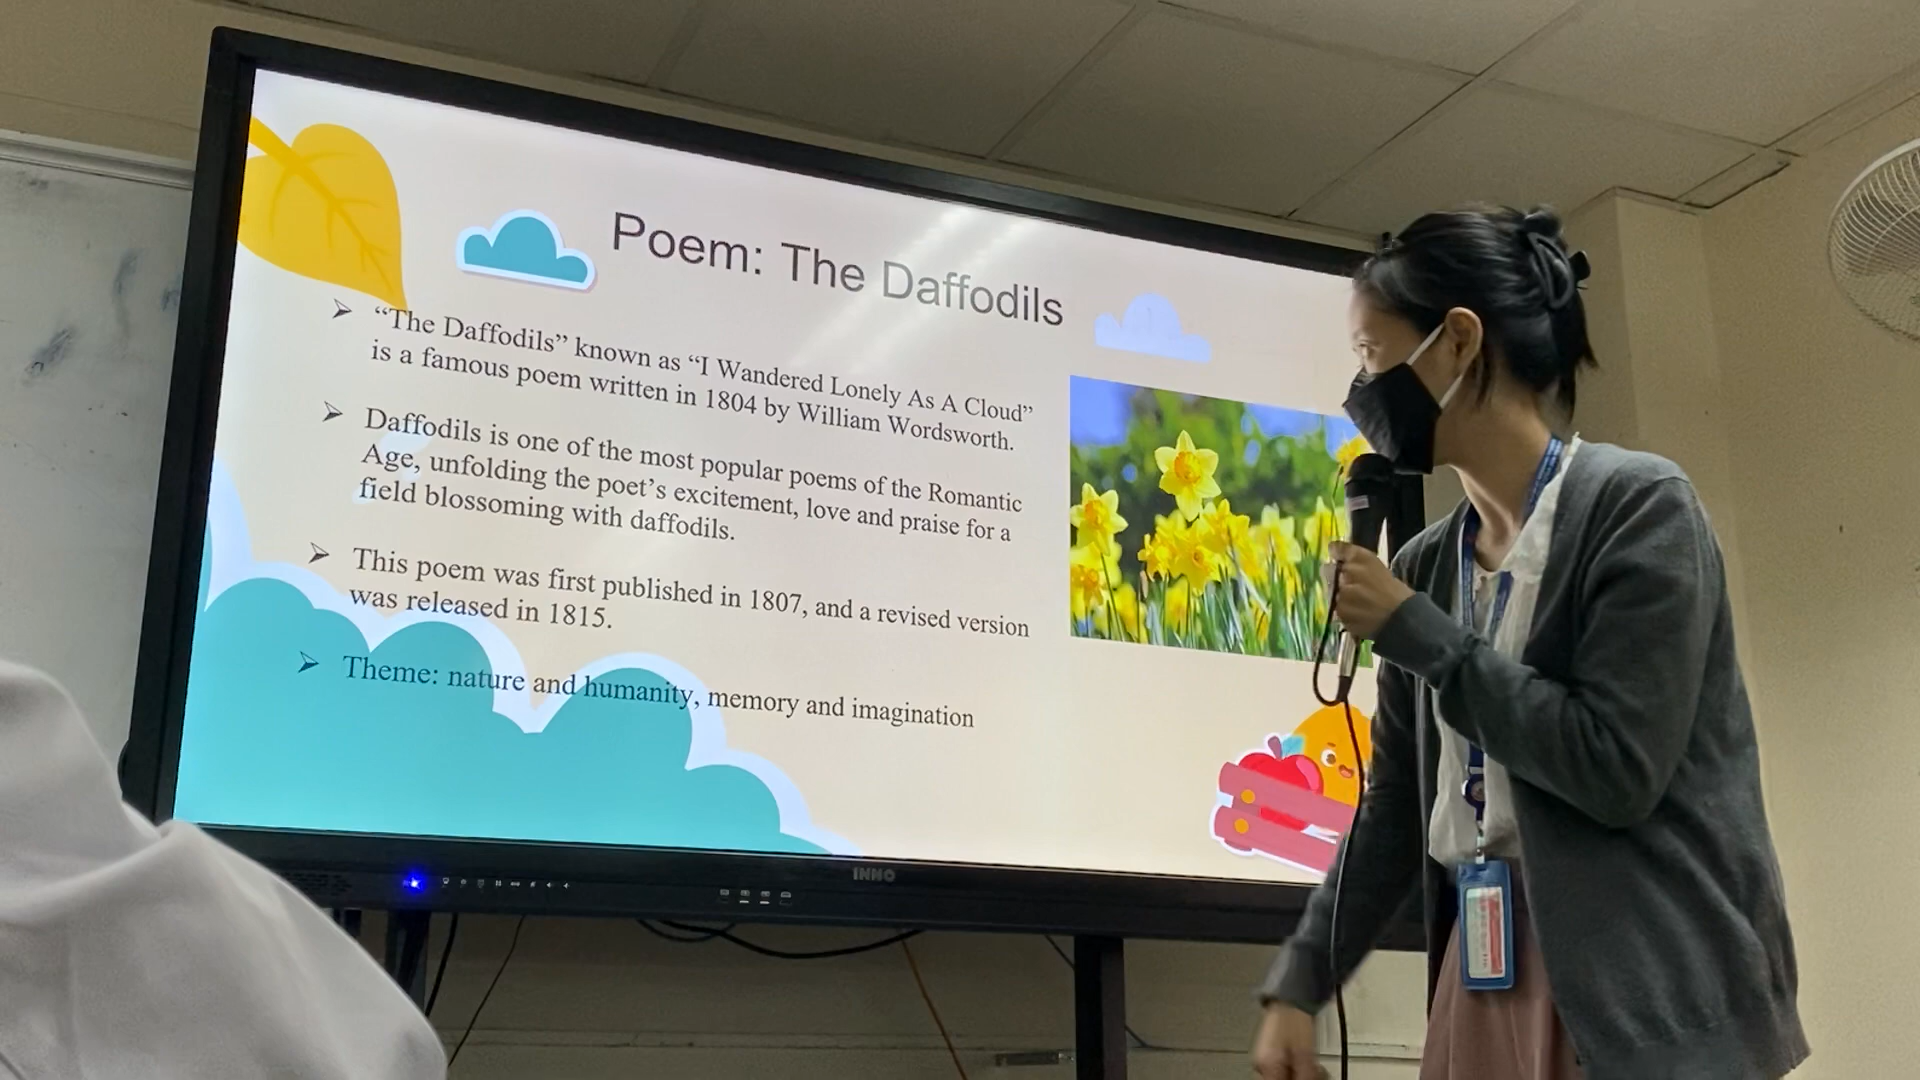 Poem: The Daffodils
“The Daffodils” known as “I Wandered Lonely As A Cloud”
is a famous poem written in 1804 by William Wordsworth.
Daffodils is one of the most popular poems of the Romantic
Age, unfolding the poet’s excitement, love and praise for a
field blossoming with daffodils.
This poem was first published in 1807, and a revised version
was released in 1815.
Theme: nature and humanity, memory and imagination
INNO